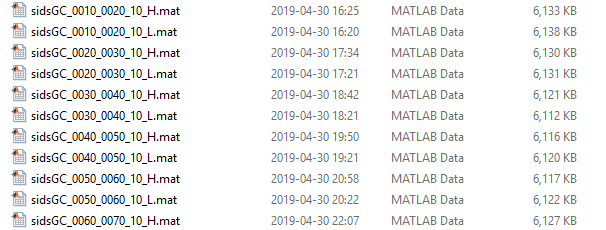 sidsGC_0010_0020_10_H.mat 2019-04-30 16:25 MATLAB Data 6,133 KB
sidsGC_0010_0020_10_L.mat 2019-04-30 16:20 MATLAB Data 6,138 KB
sidsGC_0020_0030_10_H.mat 2019-04-30 17:34 MATLAB Data 6,130 KB
sidsGC_0020_0030_10_L.mat 2019-04-30 17:21 MATLAB Data 6,131 KB
sidsGC_0030_0040_10_H.mat 2019-04-30 18:42 MATLAB Data 6,121 KB
sidsGC_0030_0040_10_L.mat 2019-04-30 18:21 MATLAB Data 6,112 KB
sidsGC_0040_0050_10_H.mat 2019-04-30 19:50 MATLAB Data 6,116 KB
sidsGC_0040_0050_10_L.mat 2019-04-30 19:21 MATLAB Data 6,120 KB
sidsGC_0050_0060_10_H.mat 2019-04-30 20:58 MATLAB Data 6,117 KB
sidsGC_0050_0060_10_L.mat 2019-04-30 20:22 MATLAB Data 6,122 KB
sidsGC_0060_0070_10_H.mat 2019-04-30 22:07 MATLAB Data 6,127 KB